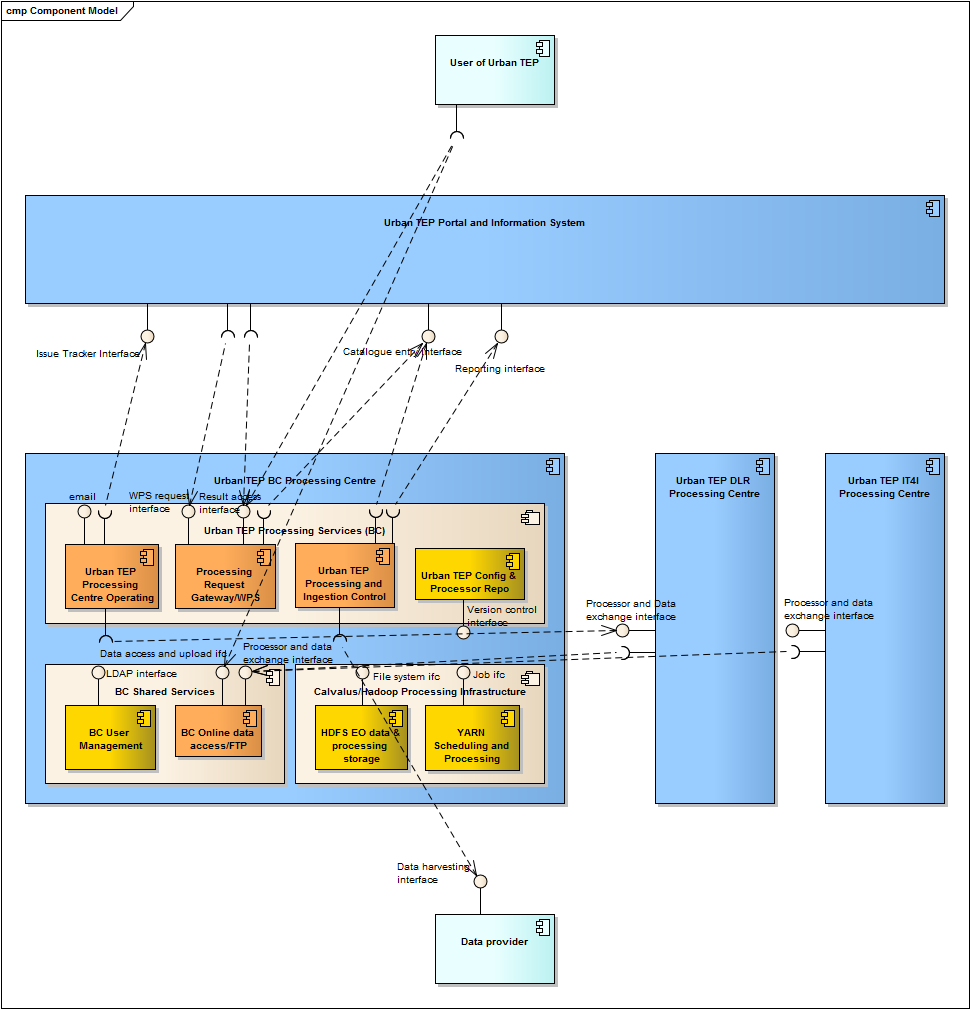 cmp Component Model
User of Urban TEP
Urban TEP Portal and Information System
Issue Tracker Interface
Catalogue entry interface
Reporting interface
Urban TEP BC Processing Centre
Urban TEP DLR
Processing Centre
Urban TEP IT4I
Processing Centre
email
WPS request
interface
Result access
interface
Urban TEP Processing Services (BC)
Urban TEP
Processing
Centre Operating
Processing
Request
Gateway/WPS
Urban TEP
Processing and
Ingestion Control
Urban TEP Config &
Processor Repo
Version control
interface
Processor and Data
exchange interface
Processor and data
exchange interface
Data access and upload ifc
Processor and data
exchange interface
LDAP interface
BC Shared Services
File system ifc
Job ifc
Calvalus/Hadoop Processing Infrastructure
BC User
Management
BC Online data
access/FTP
HDFS EO data &
processing
storage
YARN
Scheduling and
Processing
Data harvesting
interface
Data provider